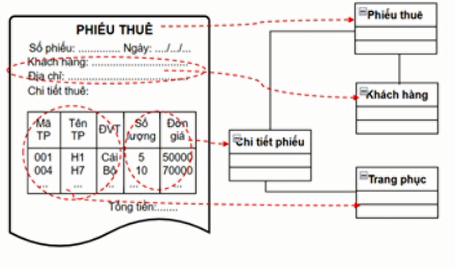 PHIẾU THUÊ
Số phiếu: .............. Ngày: ..../.../...
Khách hàng: ...................................
Địa chỉ: ...........................................
Chi tiết thuê:
Mã TP Tên TP ĐVT Số lượng Đơn giá
001 H1 Cái 5 50000
004 H7 Bộ 10 70000
... ... ...
Tổng tiền:.......
Phiếu thuê
Khách hàng
Chi tiết phiếu
Trang phục